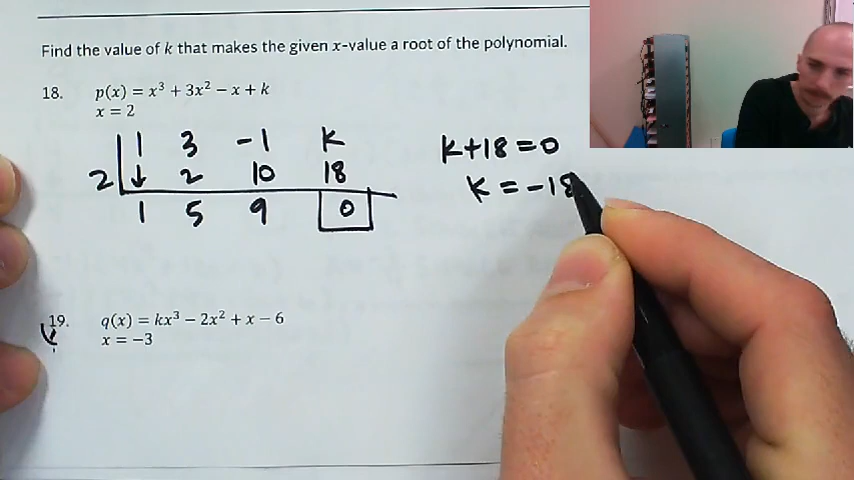 Find the value of k that makes the given x-value a root of the polynomial.
18. p(x) = x³ + 3x² − x + k
x = 2
1 3 -1 K
2 ↓ 2 10 18
1 5 9 0
K+18=0
K = -18
19. q(x) = kx³ − 2x² + x − 6
x = −3